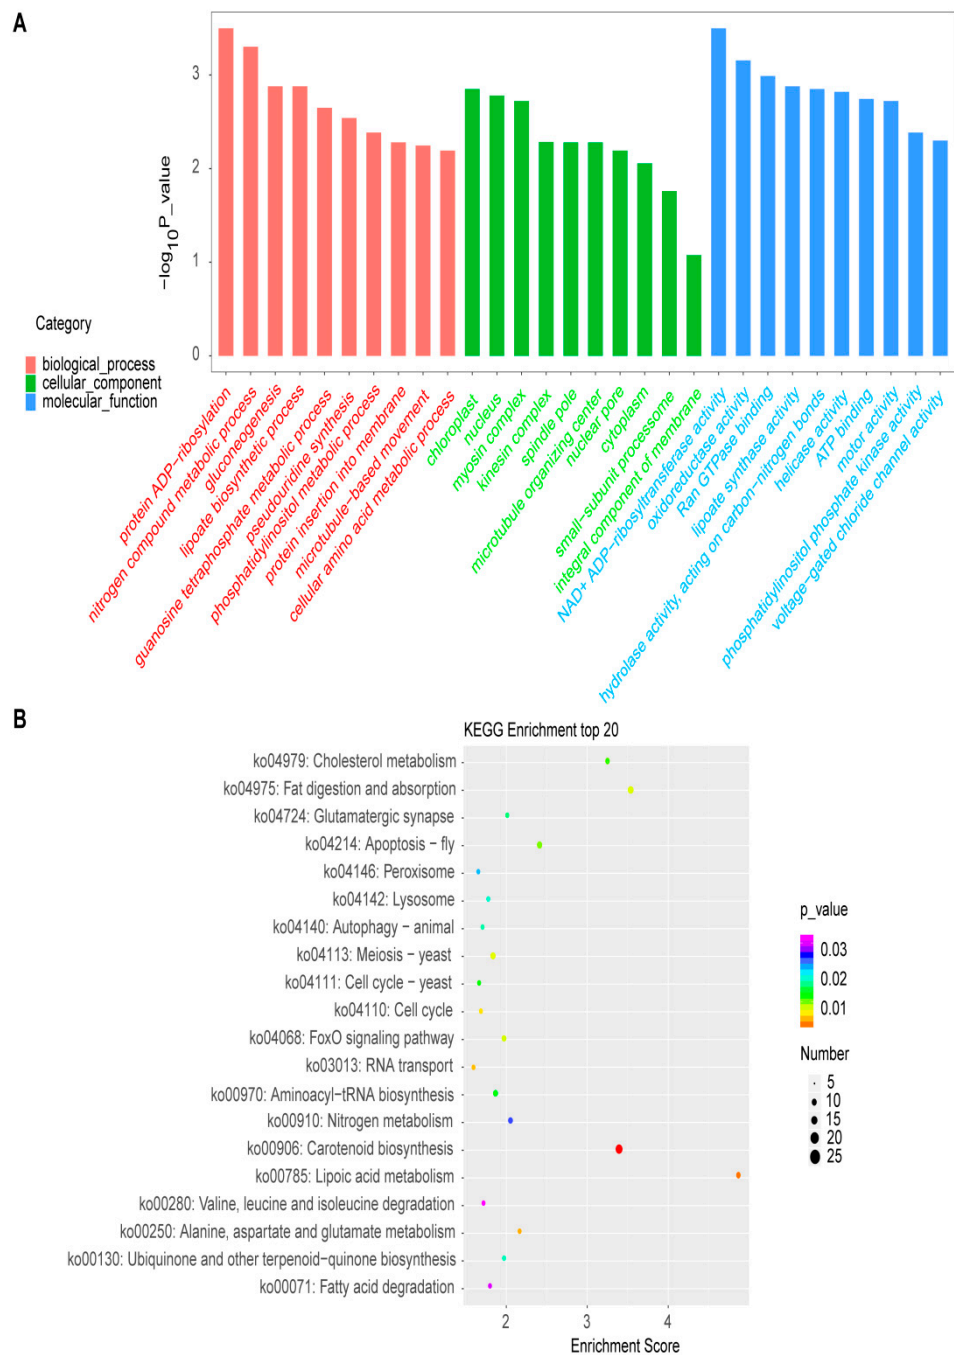 A
3
2
1
0
-log10P_value
Category
biological_process
cellular_component
molecular_function
protein ADP-ribosylation
nitrogen compound metabolic process
gluconeogenesis
lipoate biosynthetic process
guanosine tetraphosphate metabolic process
pseudouridine synthesis
phosphatidylinositol metabolic process
protein insertion into membrane
microtubule-based movement
cellular amino acid metabolic process
chloroplast
nucleus
myosin complex
kinesin complex
spindle pole
microtubule organizing center
nuclear pore
cytoplasm
small-subunit processome
integral component of membrane
NAD+ ADP-ribosyltransferase activity
oxidoreductase activity
Ran GTPase binding
lipoate synthase activity
hydrolase activity, acting on carbon-nitrogen bonds
helicase activity
ATP binding
motor activity
phosphatidylinositol phosphate kinase activity
voltage-gated chloride channel activity
B
KEGG Enrichment top 20
ko04979: Cholesterol metabolism
ko04975: Fat digestion and absorption
ko04724: Glutamatergic synapse
ko04214: Apoptosis - fly
ko04146: Peroxisome
ko04142: Lysosome
ko04140: Autophagy - animal
ko04113: Meiosis - yeast
ko04111: Cell cycle - yeast
ko04110: Cell cycle
ko04068: FoxO signaling pathway
ko03013: RNA transport
ko00970: Aminoacyl-tRNA biosynthesis
ko00910: Nitrogen metabolism
ko00906: Carotenoid biosynthesis
ko00785: Lipoic acid metabolism
ko00280: Valine, leucine and isoleucine degradation
ko00250: Alanine, aspartate and glutamate metabolism
ko00130: Ubiquinone and other terpenoid-quinone biosynthesis
ko00071: Fatty acid degradation
2 3 4
Enrichment Score
p_value
0.03
0.02
0.01
Number
5
10
15
20
25